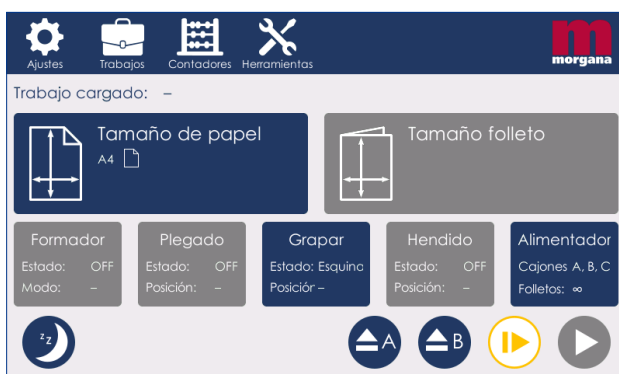 Ajustes Trabajos Contadores Herramientas
morgana
Trabajo cargado: –
Tamaño de papel
A4
Tamaño folleto
Formador
Estado: OFF
Modo: –
Plegado
Estado: OFF
Posición: –
Grapar
Estado: Esquina
Posiciór –
Hendido
Estado: OFF
Posición: –
Alimentador
Cajones A, B, C
Folletos: ∞
z z
A
B